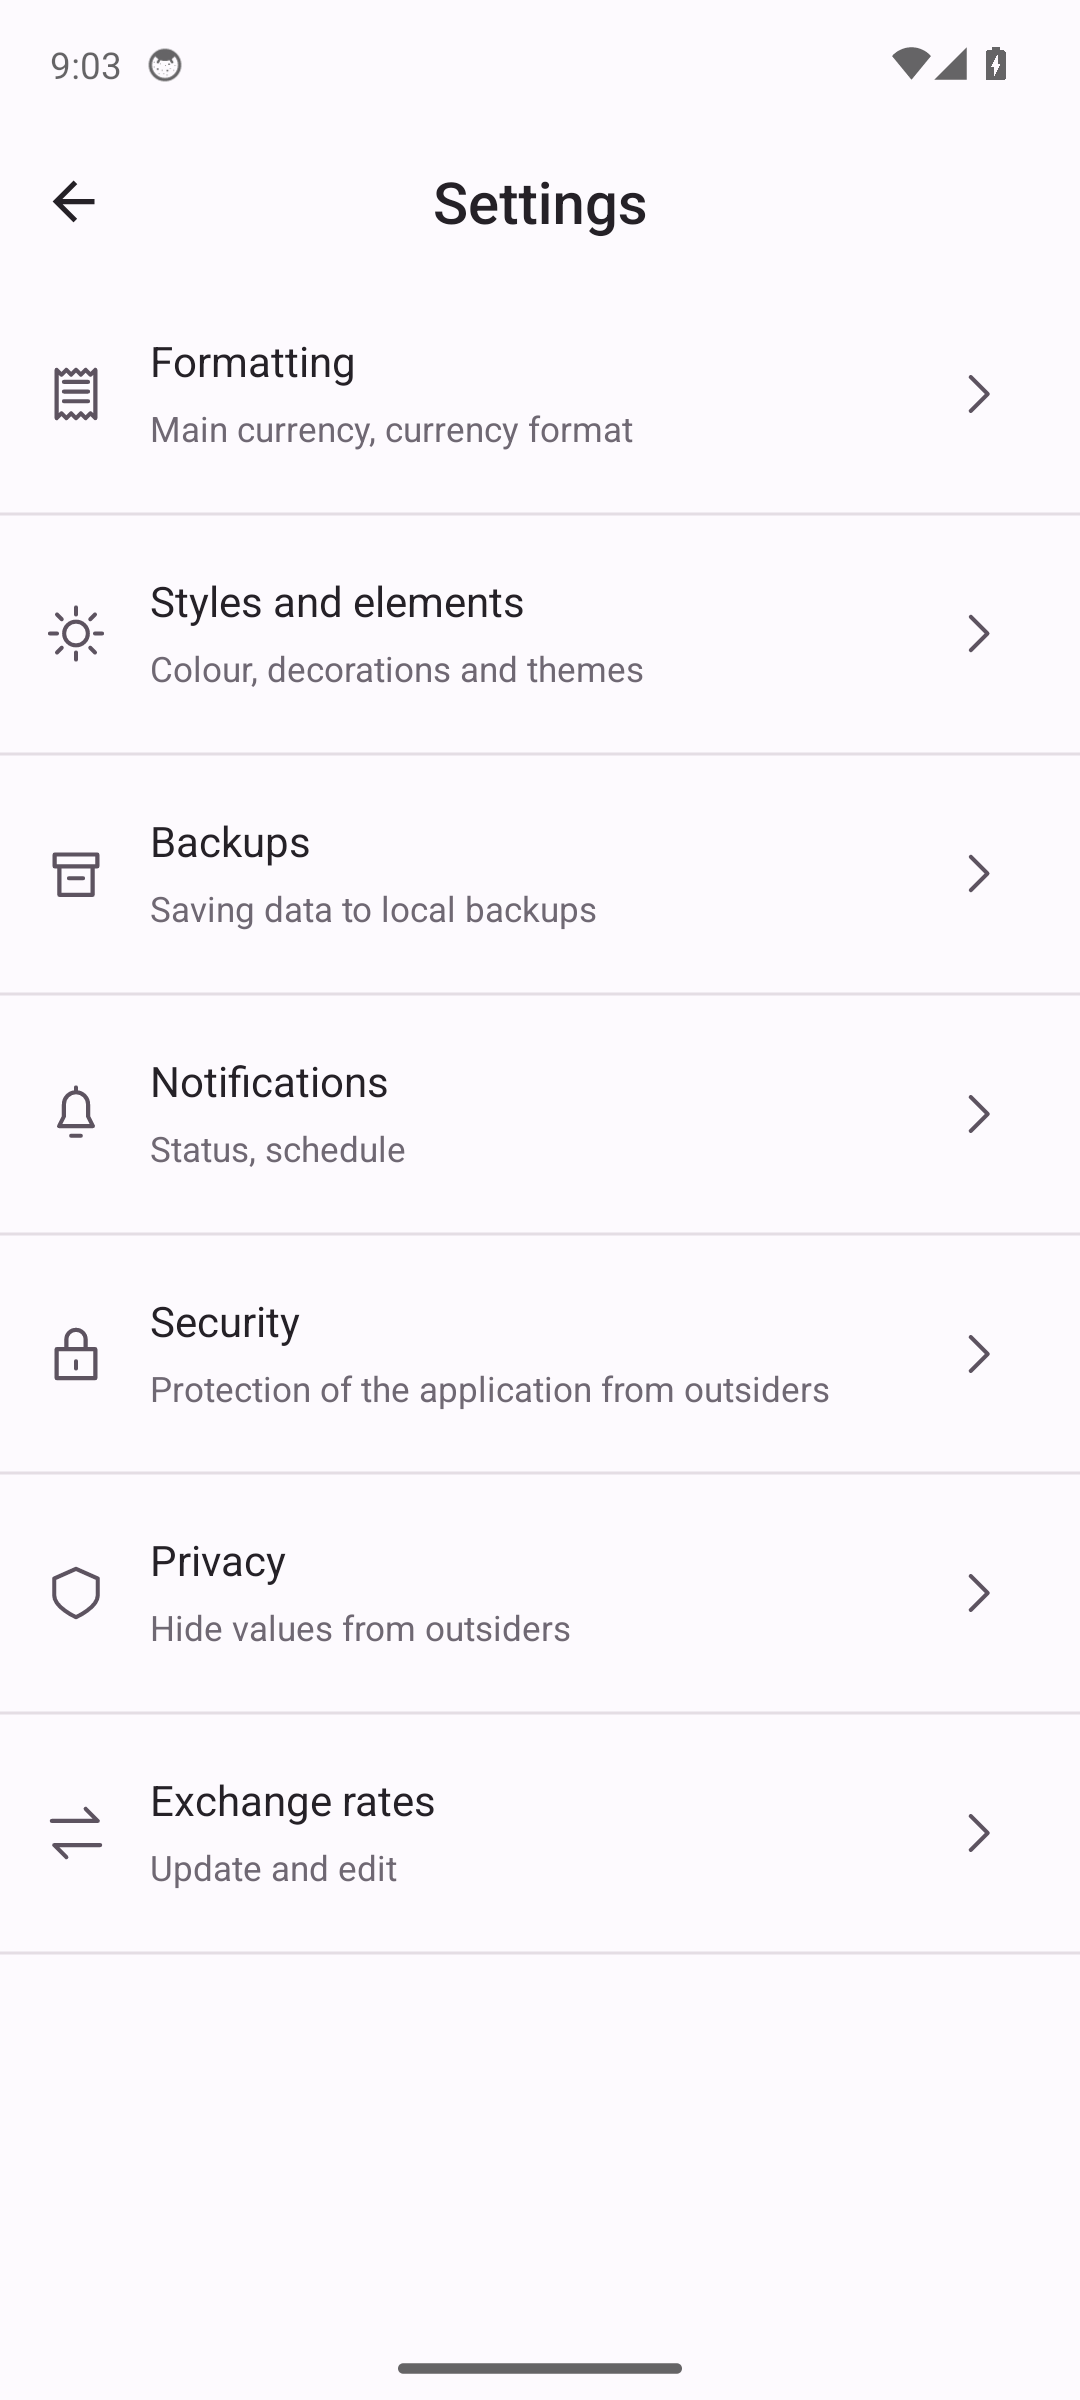 9:03
Settings
Formatting
Main currency, currency format
Styles and elements
Colour, decorations and themes
Backups
Saving data to local backups
Notifications
Status, schedule
Security
Protection of the application from outsiders
Privacy
Hide values from outsiders
Exchange rates
Update and edit